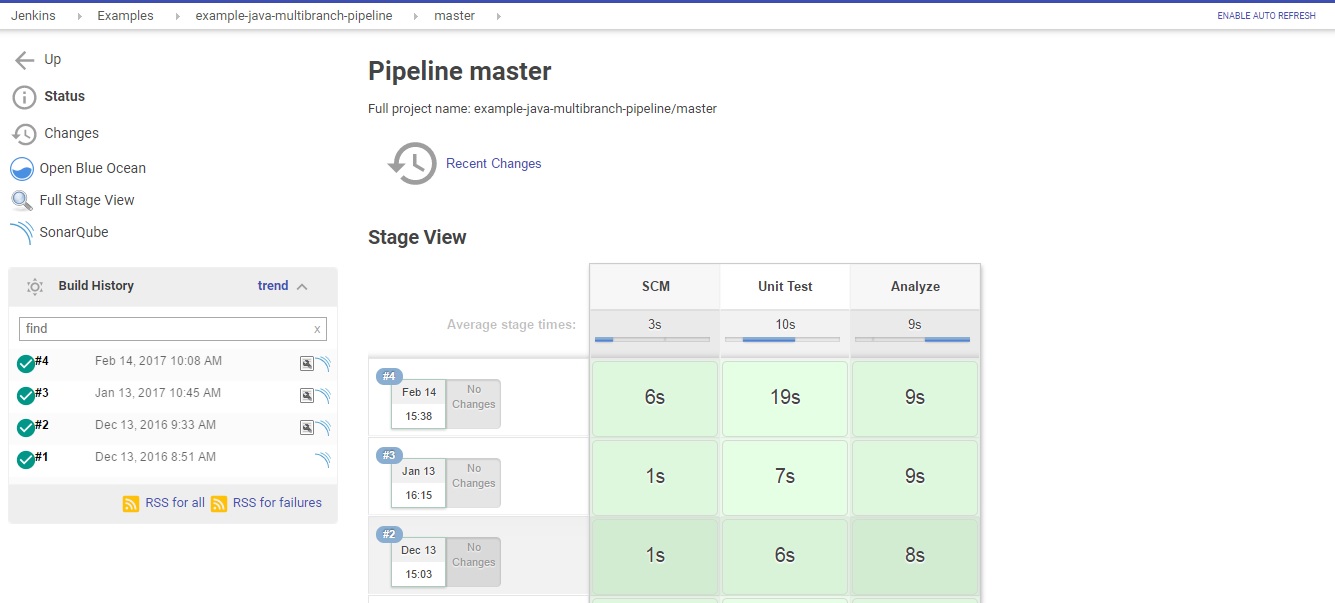 Jenkins Examples example-java-multibranch-pipeline master ENABLE AUTO REFRESH
Up
Status
Changes
Open Blue Ocean
Full Stage View
SonarQube
Build History trend
find x
#4 Feb 14, 2017 10:08 AM
#3 Jan 13, 2017 10:45 AM
#2 Dec 13, 2016 9:33 AM
#1 Dec 13, 2016 8:51 AM
RSS for all RSS for failures
Pipeline master
Full project name: example-java-multibranch-pipeline/master
Recent Changes
Stage View
SCM Unit Test Analyze
Average stage times: 3s 10s 9s
#4
Feb 14 No
Changes
15:38
6s 19s 9s
#3
Jan 13 No
Changes
16:15
1s 7s 9s
#2
Dec 13 No
Changes
15:03
1s 6s 8s